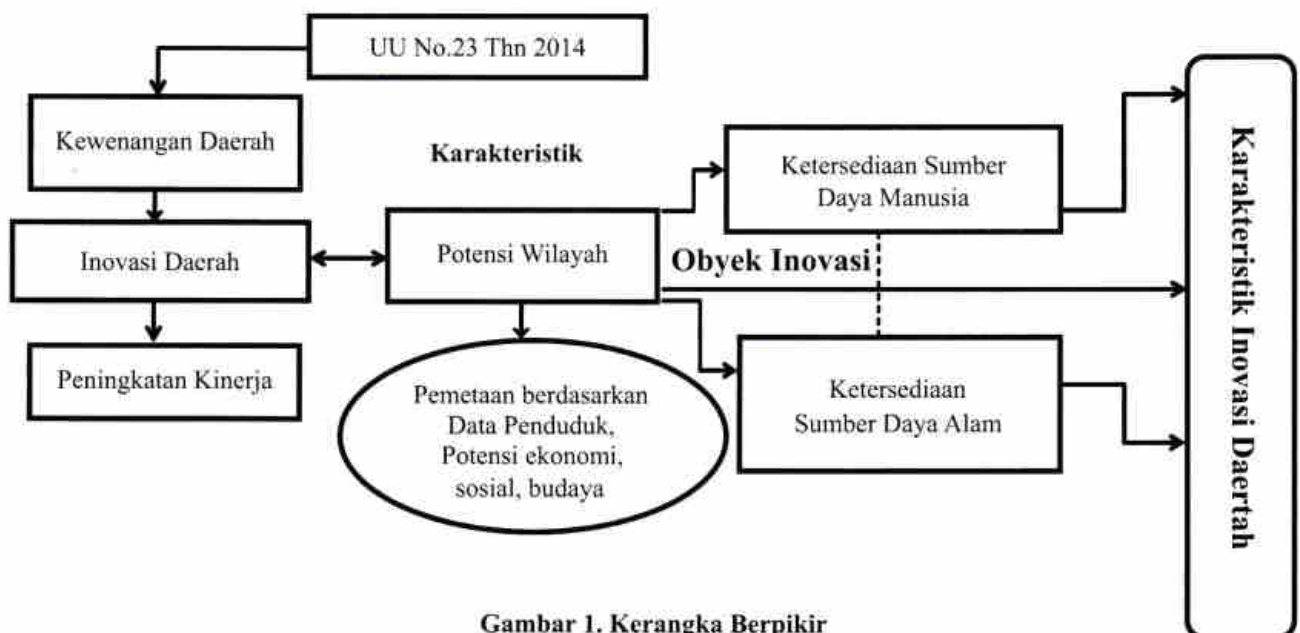 UU No.23 Thn 2014
Kewenangan Daerah
Karakteristik
Ketersediaan Sumber
Daya Manusia
Inovasi Daerah
Potensi Wilayah
Obyek Inovasi
Peningkatan Kinerja
Pemetaan berdasarkan
Data Penduduk,
Potensi ekonomi,
sosial, budaya
Ketersediaan
Sumber Daya Alam
Karakteristik Inovasi Daertah
Gambar 1. Kerangka Berpikir